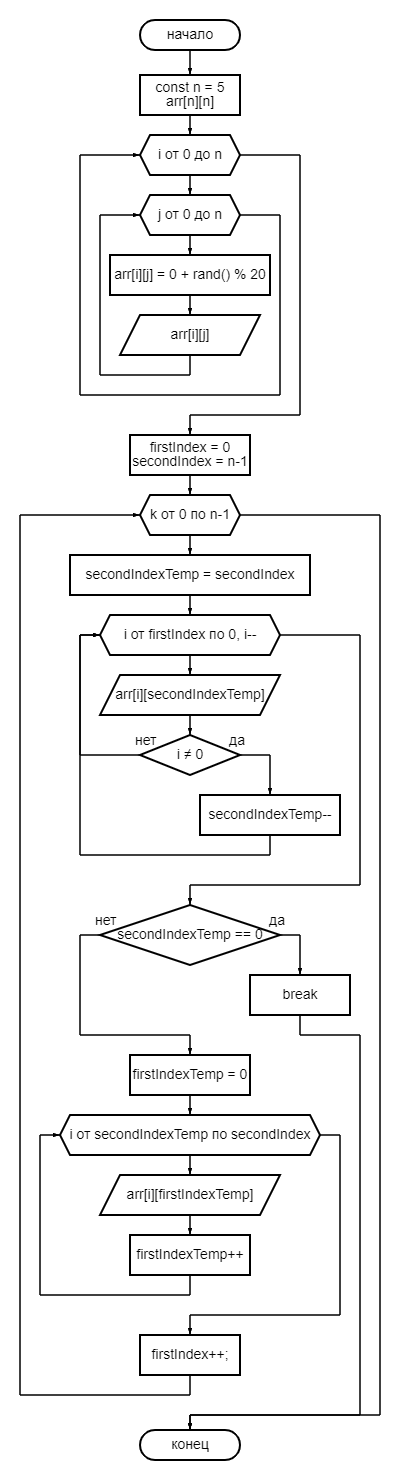 начало
const n = 5
arr[n][n]
i от 0 до n
j от 0 до n
arr[i][j] = 0 + rand() % 20
arr[i][j]
firstIndex = 0
secondIndex = n-1
k от 0 по n-1
secondIndexTemp = secondIndex
i от firstIndex по 0, i--
arr[i][secondIndexTemp]
нет
да
i ≠ 0
secondIndexTemp--
нет
да
secondIndexTemp == 0
break
firstIndexTemp = 0
i от secondIndexTemp по secondIndex
arr[i][firstIndexTemp]
firstIndexTemp++
firstIndex++;
конец